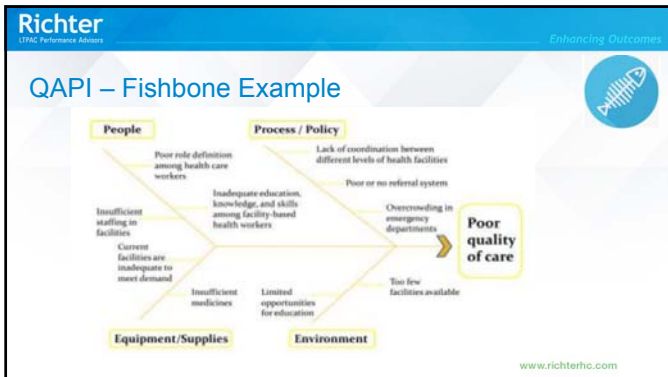 Richter
LTPAC Performance Advisors
Enhancing Outcomes
QAPI – Fishbone Example
People
Process / Policy
Poor role definition
among health care
workers
Lack of coordination between
different levels of health facilities
Poor or no referral system
Inadequate education,
knowledge, and skills
among facility-based
health workers
Insufficient
staffing in
facilities
Overcrowding in
emergency
departments
Poor
quality
of care
Current
facilities are
inadequate to
meet demand
Insufficient
medicines
Limited
opportunities
for education
Too few
facilities available
Equipment/Supplies
Environment
www.richterhc.com